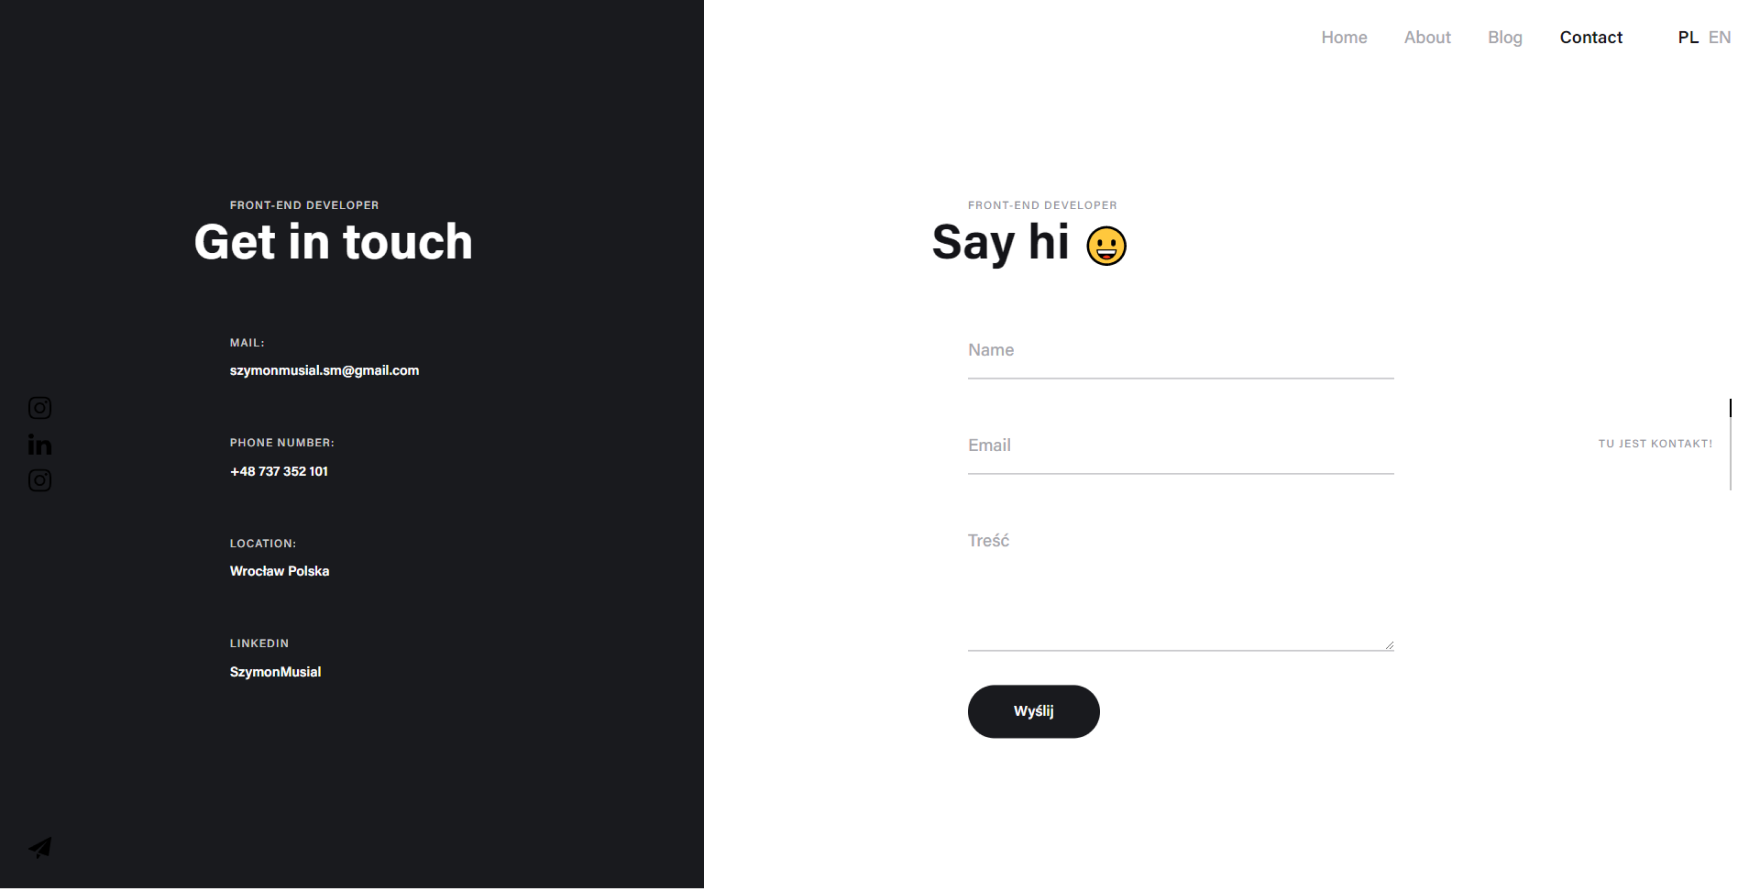 Home About Blog Contact PL EN
FRONT-END DEVELOPER
Get in touch
MAIL:
szymonmusial.sm@gmail.com
PHONE NUMBER:
+48 737 352 101
LOCATION:
Wrocław Polska
LINKEDIN
SzymonMusial
in
FRONT-END DEVELOPER
Say hi 😀
Name
Email
Treść
Wyślij
TU JEST KONTAKT!